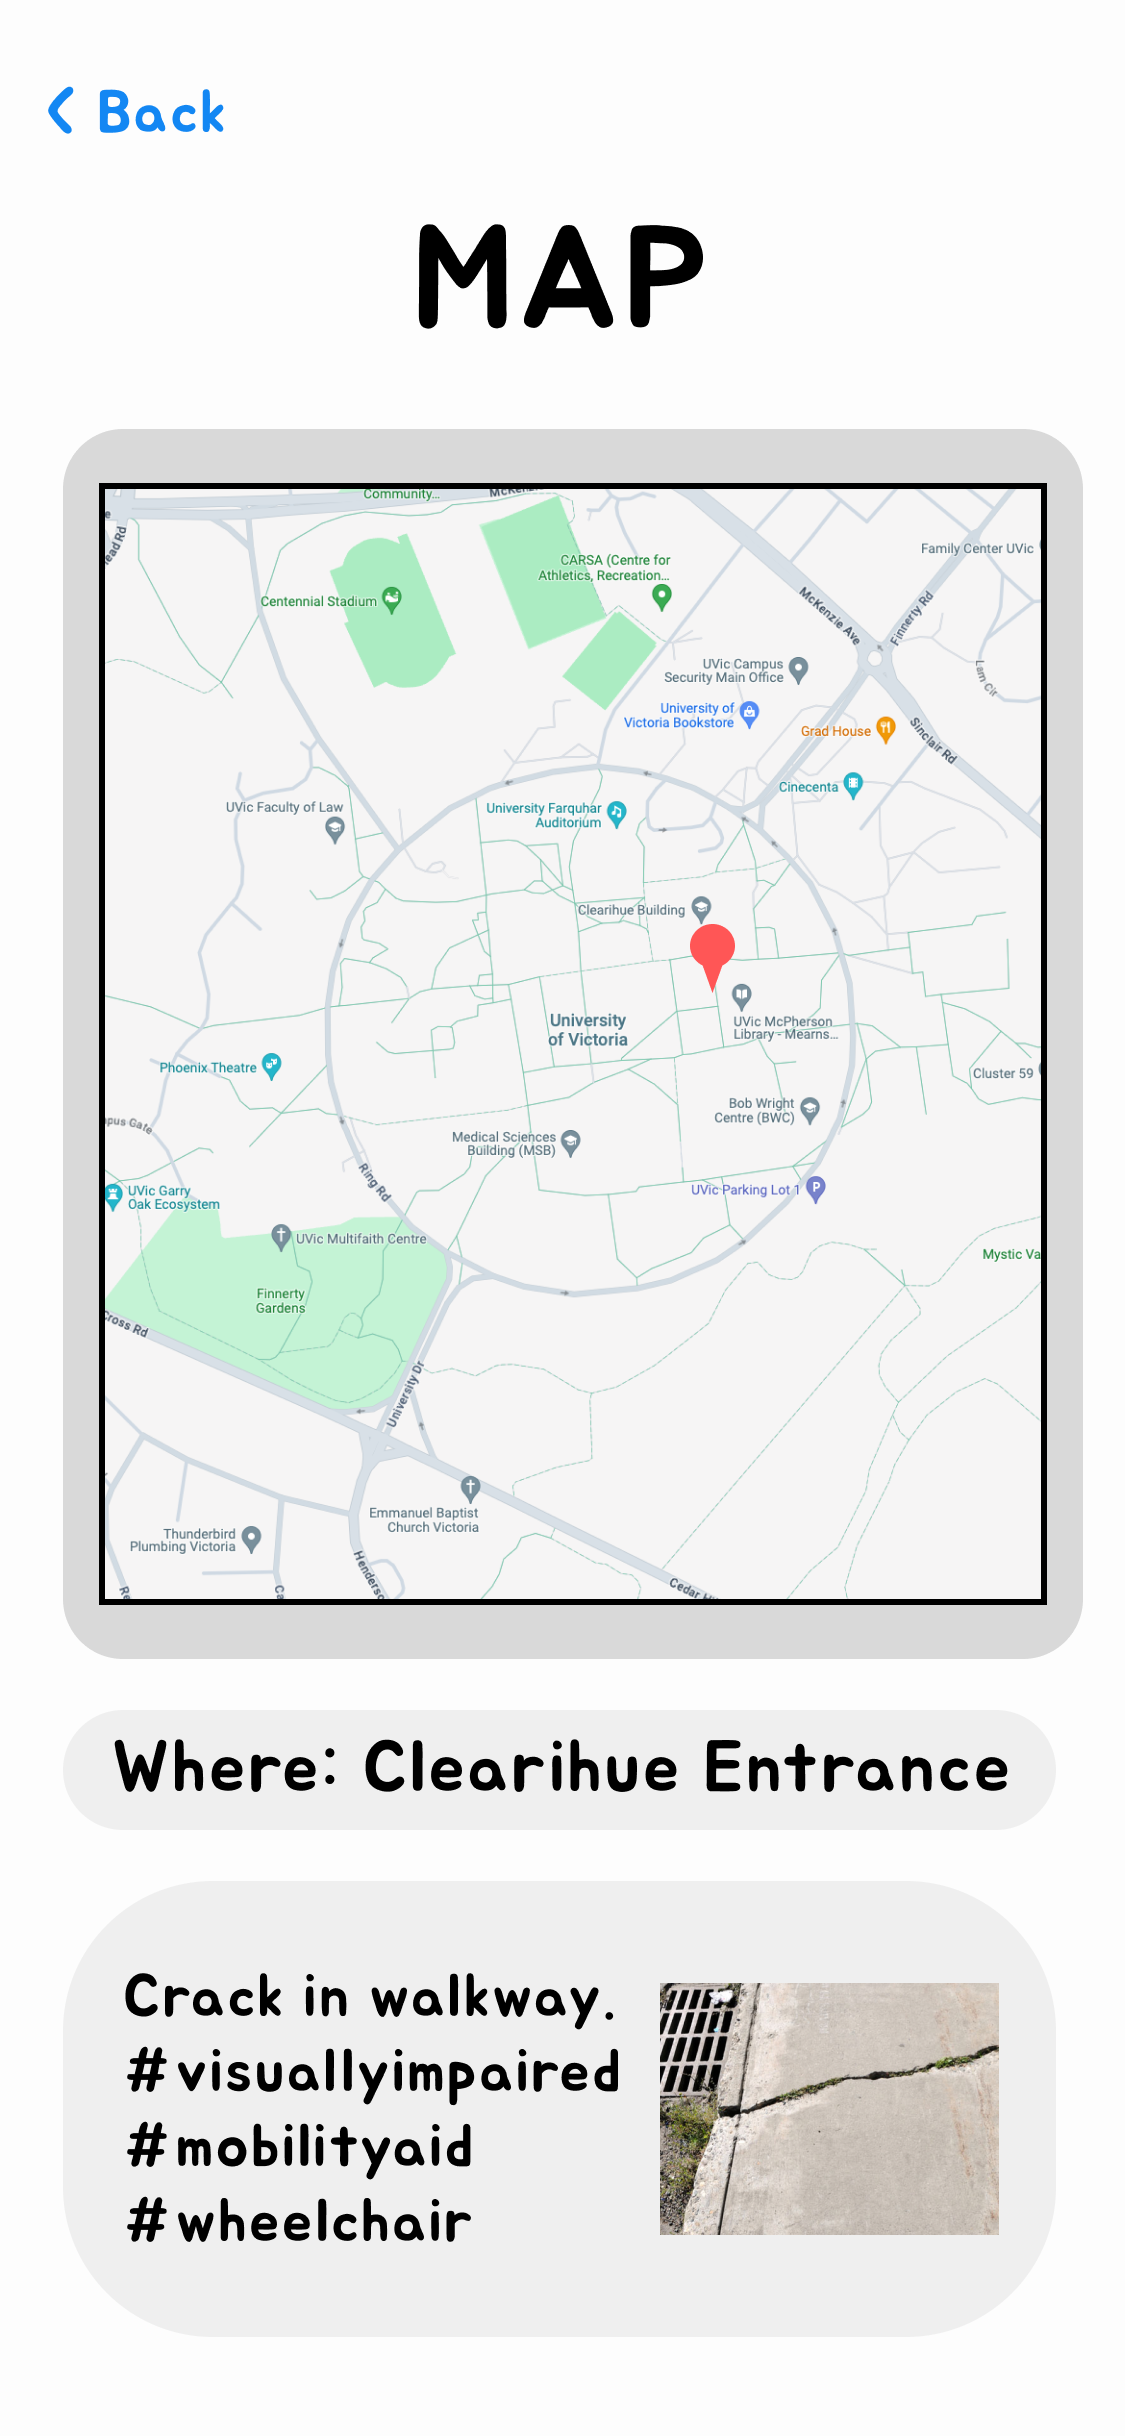 Back
MAP
Community...
McKenzie
CARSA (Centre for
Athletics, Recreation...
Centennial Stadium
Family Center UVic
McKenzie Ave
Finnerty Rd
UVic Campus
Security Main Office
Lam Cir
University of
Victoria Bookstore
Grad House
Sinclair Rd
Cinecenta
UVic Faculty of Law
University Farquhar
Auditorium
Clearihue Building
University
of Victoria
UVic McPherson
Library - Mearns...
Phoenix Theatre
Cluster 59
Bob Wright
Centre (BWC)
Medical Sciences
Building (MSB)
Ring Rd
UVic Parking Lot 1
P
UVic Garry
Oak Ecosystem
UVic Multifaith Centre
Mystic Va
Finnerty
Gardens
Cross Rd
University Dr
Emmanuel Baptist
Church Victoria
Thunderbird
Plumbing Victoria
Henderso
Cedar Hi
Where: Clearihue Entrance
Crack in walkway.
#visuallyimpaired
#mobilityaid
#wheelchair